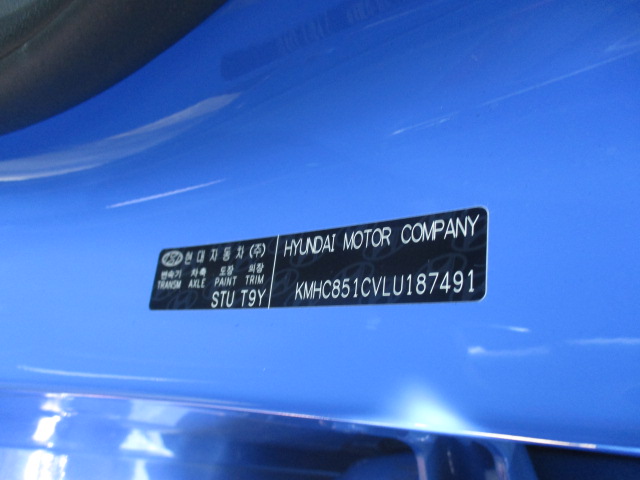 현대자동차(주)
변속기 차축 도장 외장
TRANSM AXLE PAINT TRIM
STU T9Y
HYUNDAI MOTOR COMPANY
KMHC851CVLU187491